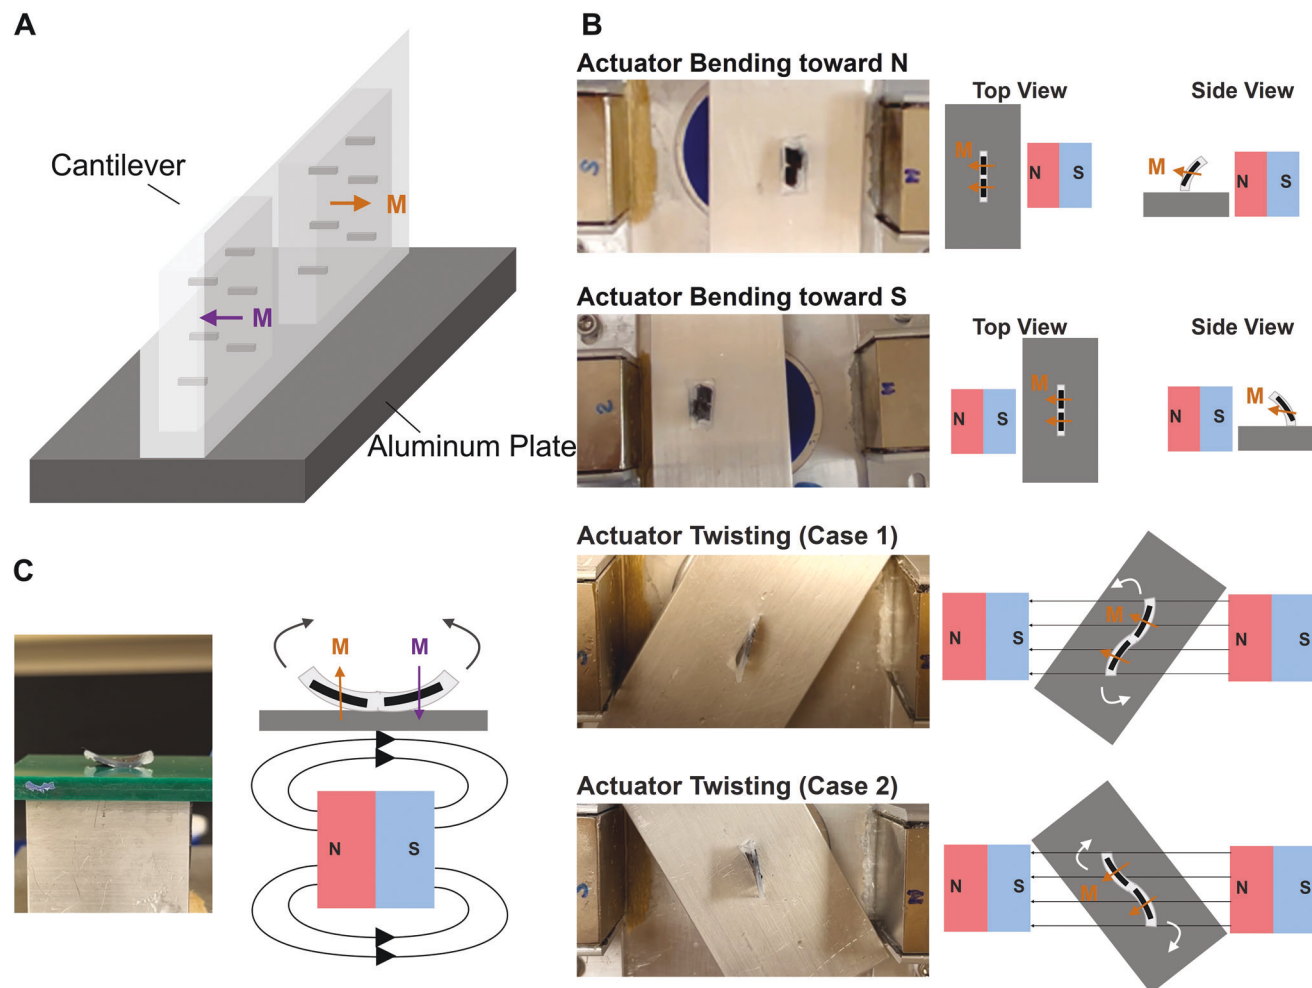 A
Cantilever
M
M
Aluminum Plate
B
Actuator Bending toward N
S
Top View
Side View
M
N
S
M
N
S
Actuator Bending toward S
S
Top View
Side View
N
S
M
N
S
M
Actuator Twisting (Case 1)
N
S
M
N
S
Actuator Twisting (Case 2)
N
S
M
N
S
C
M
M
N
S